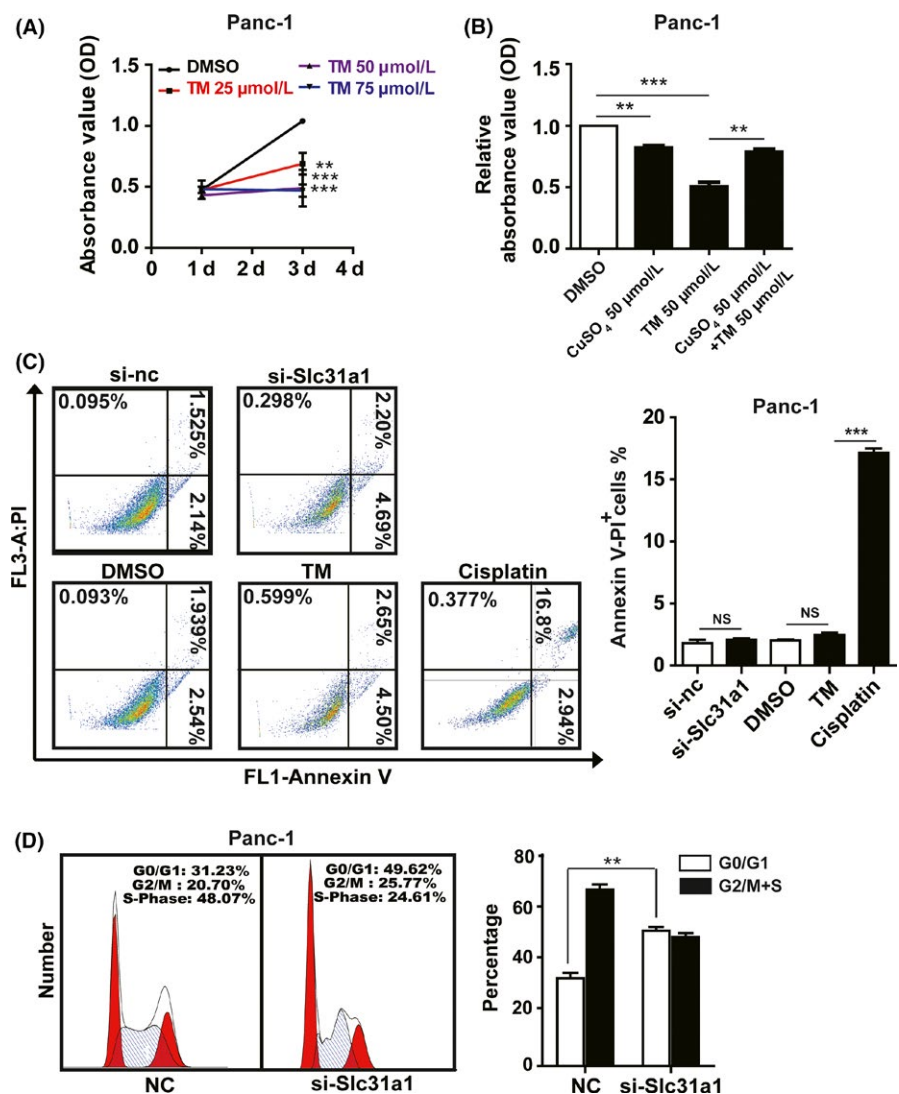 (A)
Panc-1
Absorbance value (OD)
1.5
1.0
0.5
0.0
0
1 d
2 d
3 d
4 d
DMSO
TM 25 μmol/L
TM 50 μmol/L
TM 75 μmol/L
**
***
***
(B)
Panc-1
Relative
absorbance value (OD)
1.5
1.0
0.5
0.0
***
**
**
DMSO
CuSO4 50 μmol/L
TM 50 μmol/L
CuSO4 50 μmol/L
+TM 50 μmol/L
(C)
FL3-A:PI
FL1-Annexin V
si-nc
0.095%
1.525%
2.14%
si-Slc31a1
0.298%
2.20%
4.69%
DMSO
0.093%
1.939%
2.54%
TM
0.599%
2.65%
4.50%
Cisplatin
0.377%
16.8%
2.94%
Panc-1
Annexin V-PI+cells %
20
15
10
5
0
NS
NS
***
si-nc
si-Slc31a1
DMSO
TM
Cisplatin
(D)
Panc-1
Number
G0/G1: 31.23%
G2/M : 20.70%
S-Phase: 48.07%
NC
G0/G1: 49.62%
G2/M : 25.77%
S-Phase: 24.61%
si-Slc31a1
Percentage
80
60
40
20
0
**
G0/G1
G2/M+S
NC
si-Slc31a1